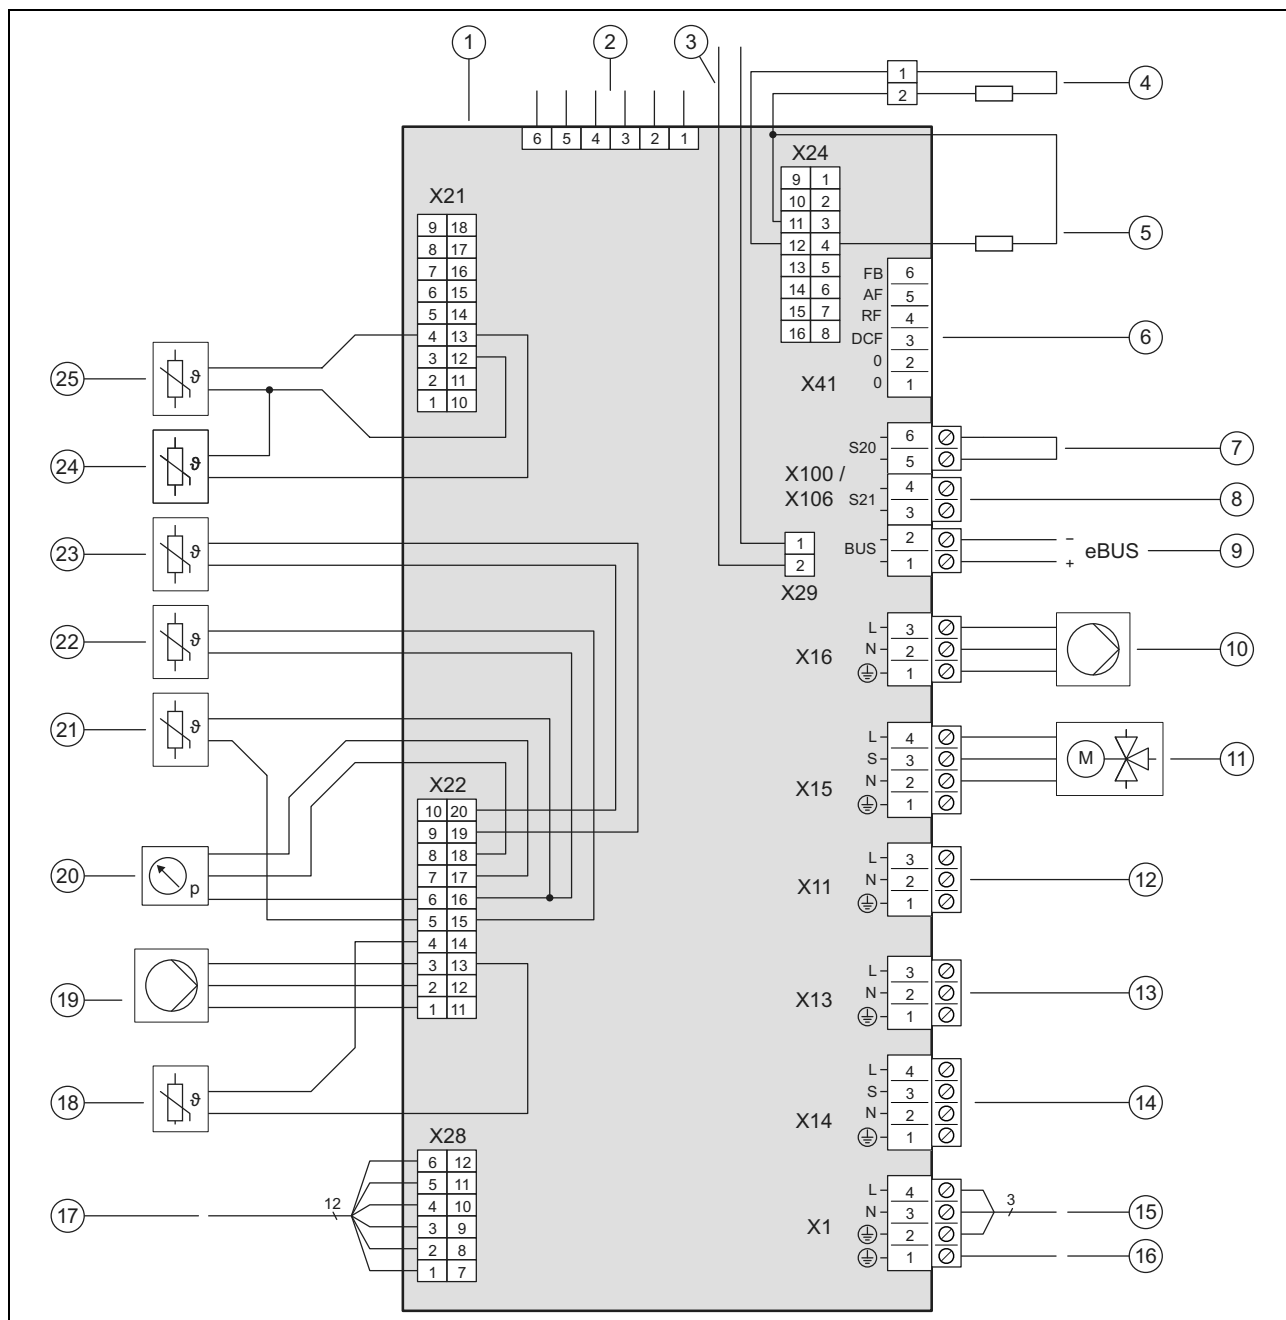 1 2 3 4
1
2
6 5 4 3 2 1
X24
9 1
10 2
11 3
12 4
13 5
14 6
15 7
16 8
5
X21
9 18
8 17
7 16
6 15
5 14
4 13
3 12
2 11
1 10
FB 6
AF 5
RF 4
DCF 3
0 2
0 1
X41
6
25 ϑ
24 ϑ
S20
6
5
7
X100 /
X106
S21
4
3
8
BUS
2 –
1 +
eBUS
9
23 ϑ
1
2
X29
22 ϑ
X16
L 3
N 2
1
10
21 ϑ
X15
L 4
S 3
N 2
1
M
11
X22
10 20
9 19
8 18
7 17
6 16
5 15
4 14
3 13
2 12
1 11
20 p
X11
L 3
N 2
1
12
19
X13
L 3
N 2
1
13
18 ϑ
X14
L 4
S 3
N 2
1
14
X28
6 12
5 11
4 10
3 9
2 8
1 7
17 12
X1
L 4
N 3
2
1
3
15
16